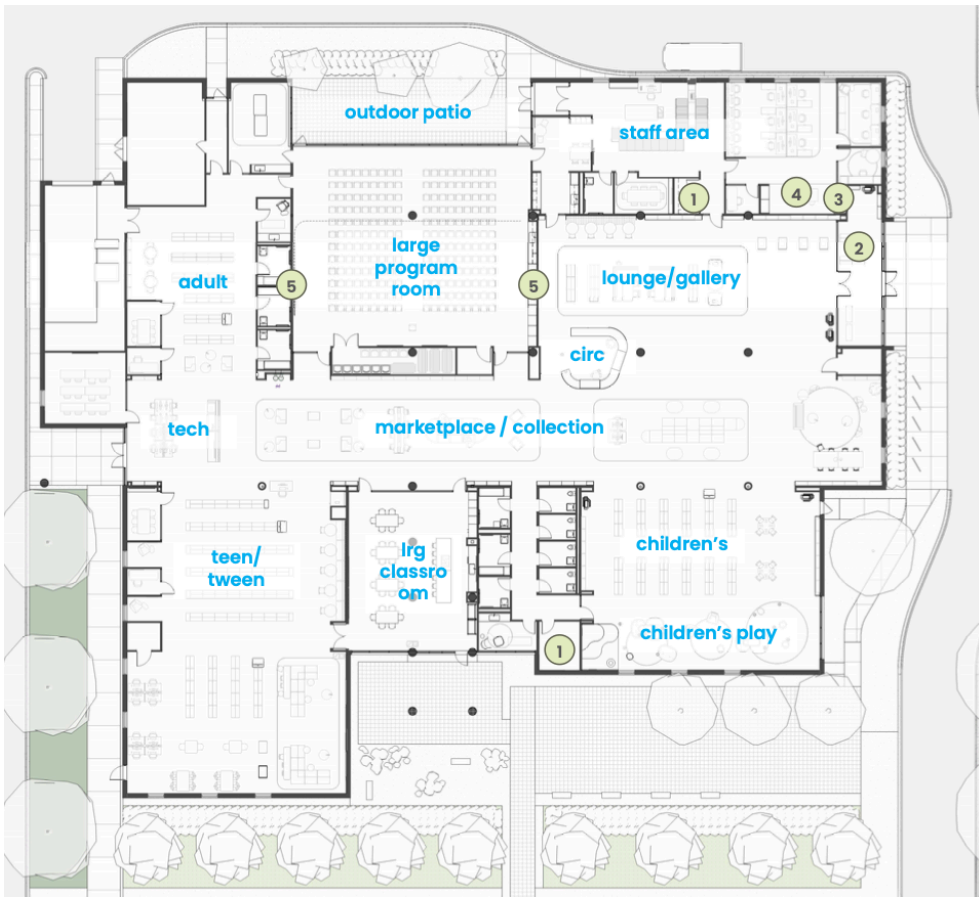 outdoor patio
staff area
1
4
3
2
large
program
room
adult
5
5
lounge/gallery
circ
tech
marketplace / collection
teen/
tween
lrg
classro
om
children's
children's play
1